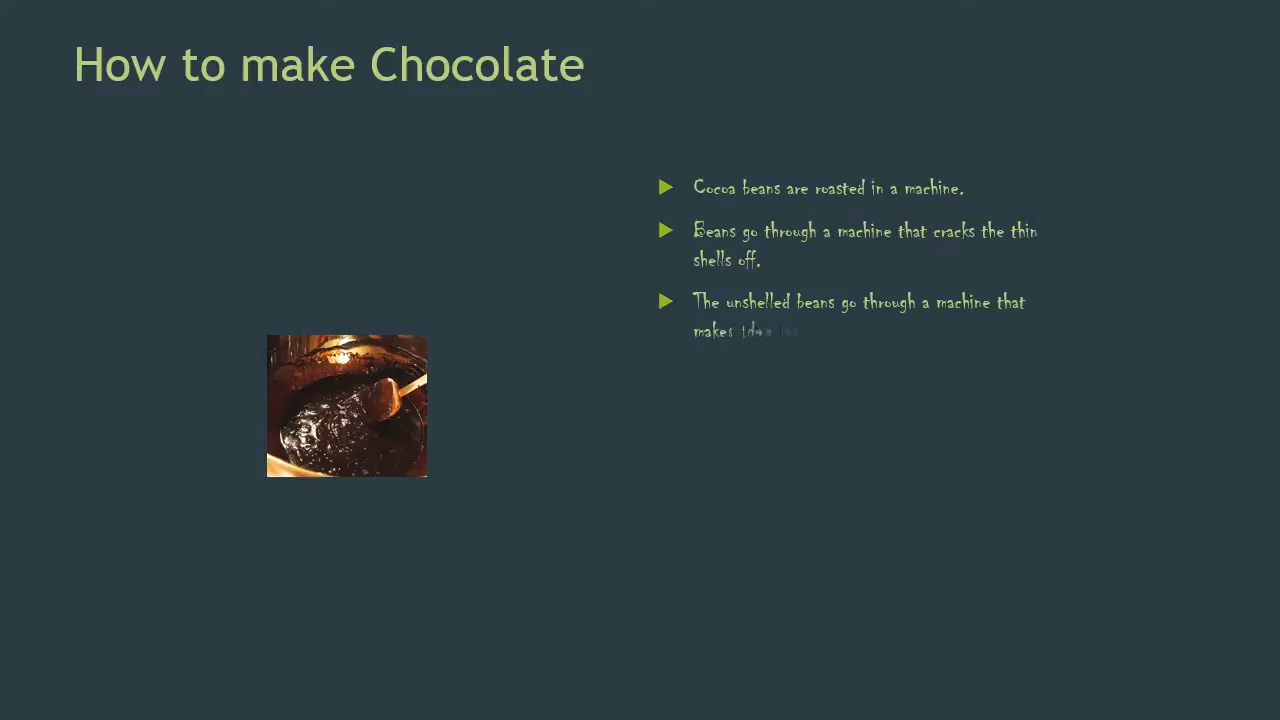 How to make Chocolate
Cocoa beans are roasted in a machine.
Beans go through a machine that cracks the thin
shells off.
The unshelled beans go through a machine that
makes